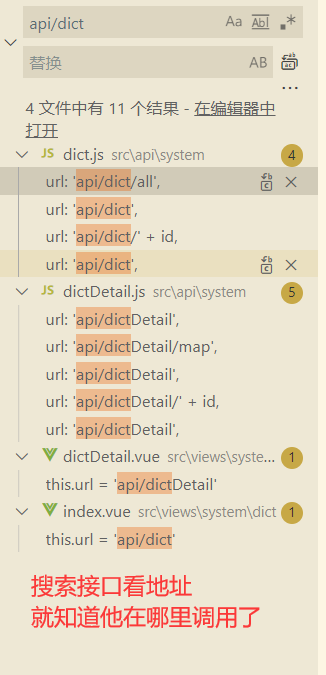 api/dict
Aa Abl .*
替换
AB
...
4 文件中有 11 个结果 - 在编辑器中
打开
JS dict.js src\api\system 4
url: 'api/dict/all',
url: 'api/dict',
url: 'api/dict/' + id,
url: 'api/dict',
JS dictDetail.js src\api\system 5
url: 'api/dictDetail',
url: 'api/dictDetail/map',
url: 'api/dictDetail',
url: 'api/dictDetail/' + id,
url: 'api/dictDetail',
dictDetail.vue src\views\syste... 1
this.url = 'api/dictDetail'
index.vue src\views\system\dict 1
this.url = 'api/dict'
搜索接口看地址
就知道他在哪里调用了